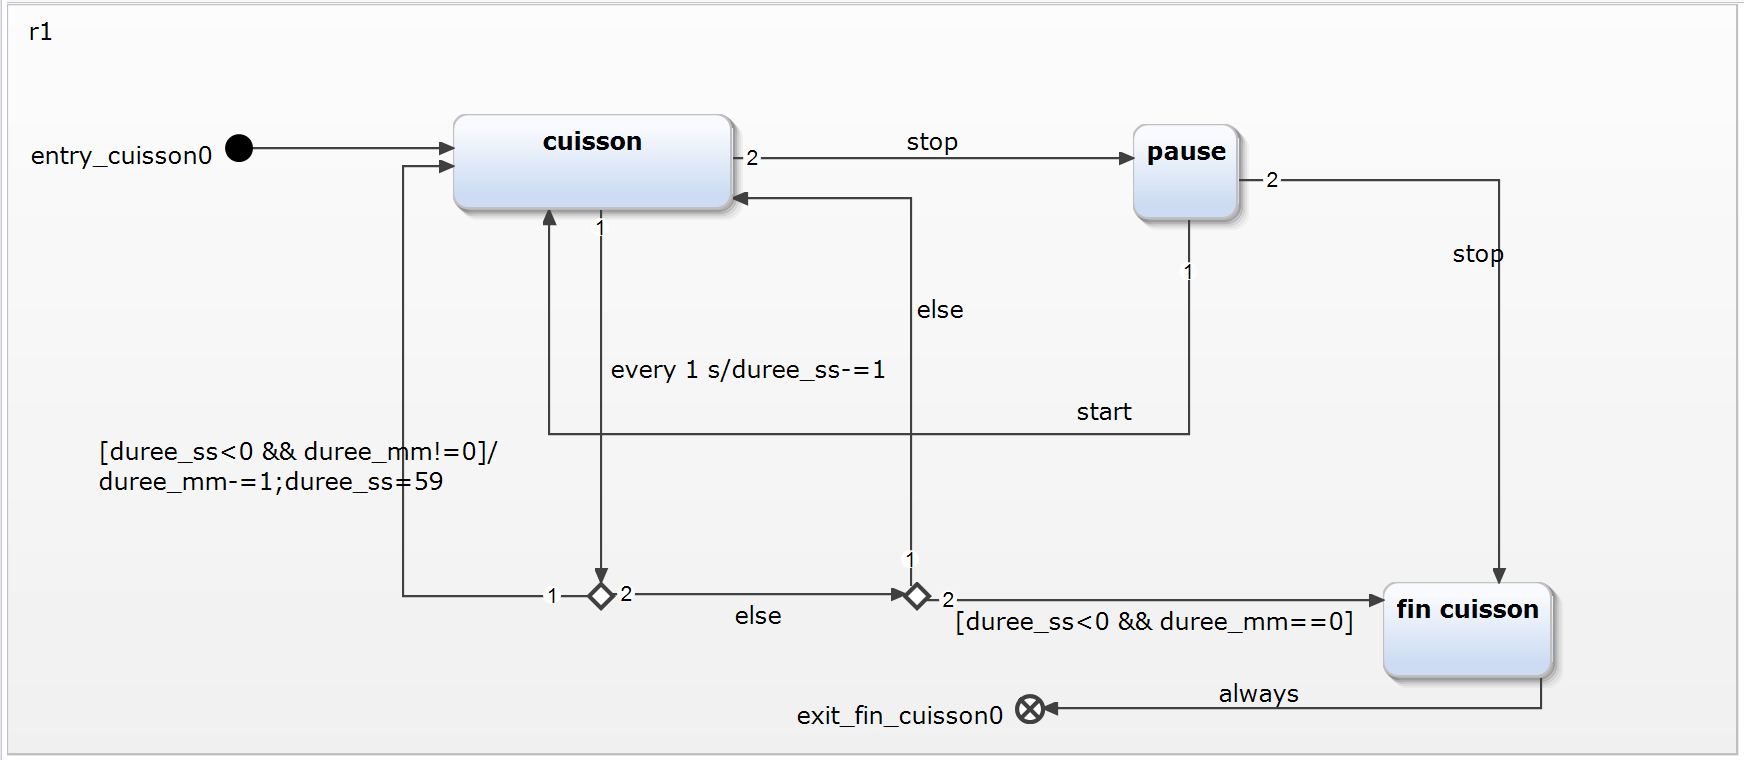 r1
entry_cuisson0
cuisson
2
stop
pause
2
1
stop
1
else
every 1 s/duree_ss-=1
start
[duree_ss<0 && duree_mm!=0]/
duree_mm-=1;duree_ss=59
1
1
2
else
2
[duree_ss<0 && duree_mm==0]
fin cuisson
always
exit_fin_cuisson0